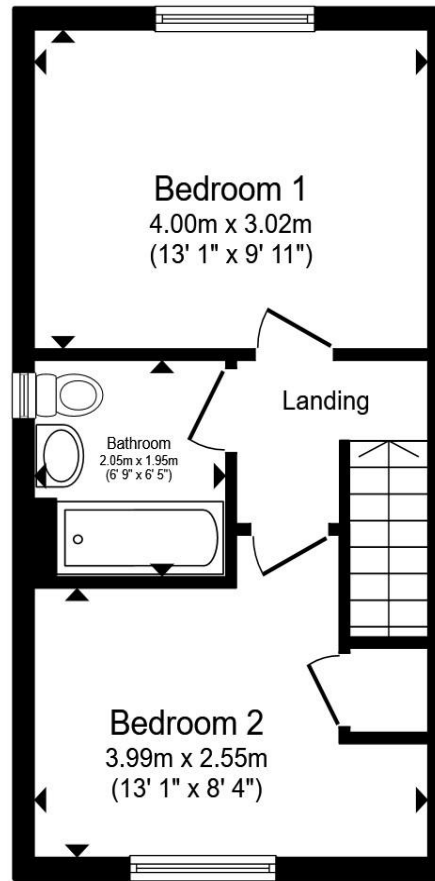 Bedroom 1
4.00m x 3.02m
(13' 1" x 9' 11")
Landing
Bathroom
2.05m x 1.95m
(6' 9" x 6' 5")
Bedroom 2
3.99m x 2.55m
(13' 1" x 8' 4")